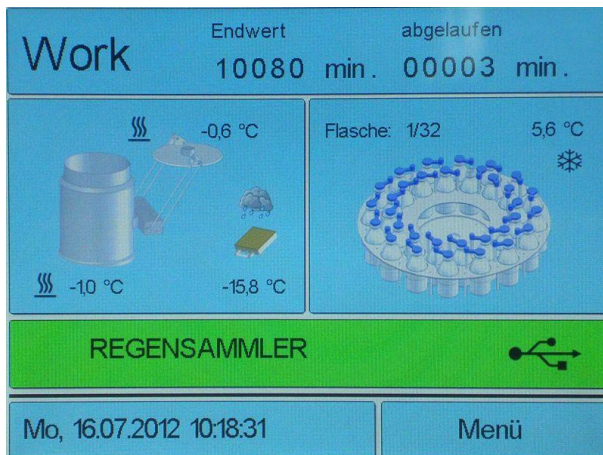 Work
Endwert
10080 min.
abgelaufen
00003 min.
-0,6 °C
-1,0 °C
-15,8 °C
Flasche: 1/32
5,6 °C
REGENSAMMLER
Mo, 16.07.2012 10:18:31
Menü